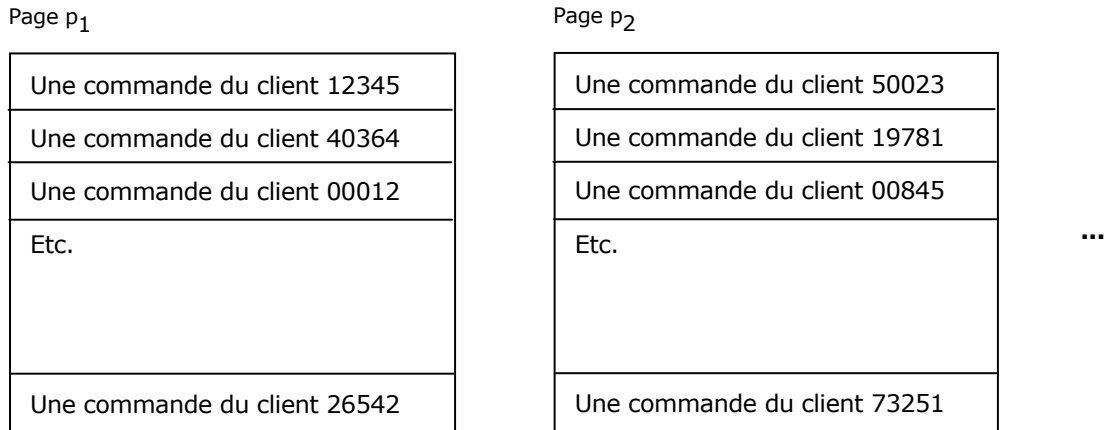 Page p1
Une commande du client 12345
Une commande du client 40364
Une commande du client 00012
Etc.
Une commande du client 26542
Page p2
Une commande du client 50023
Une commande du client 19781
Une commande du client 00845
Etc.
Une commande du client 73251
...